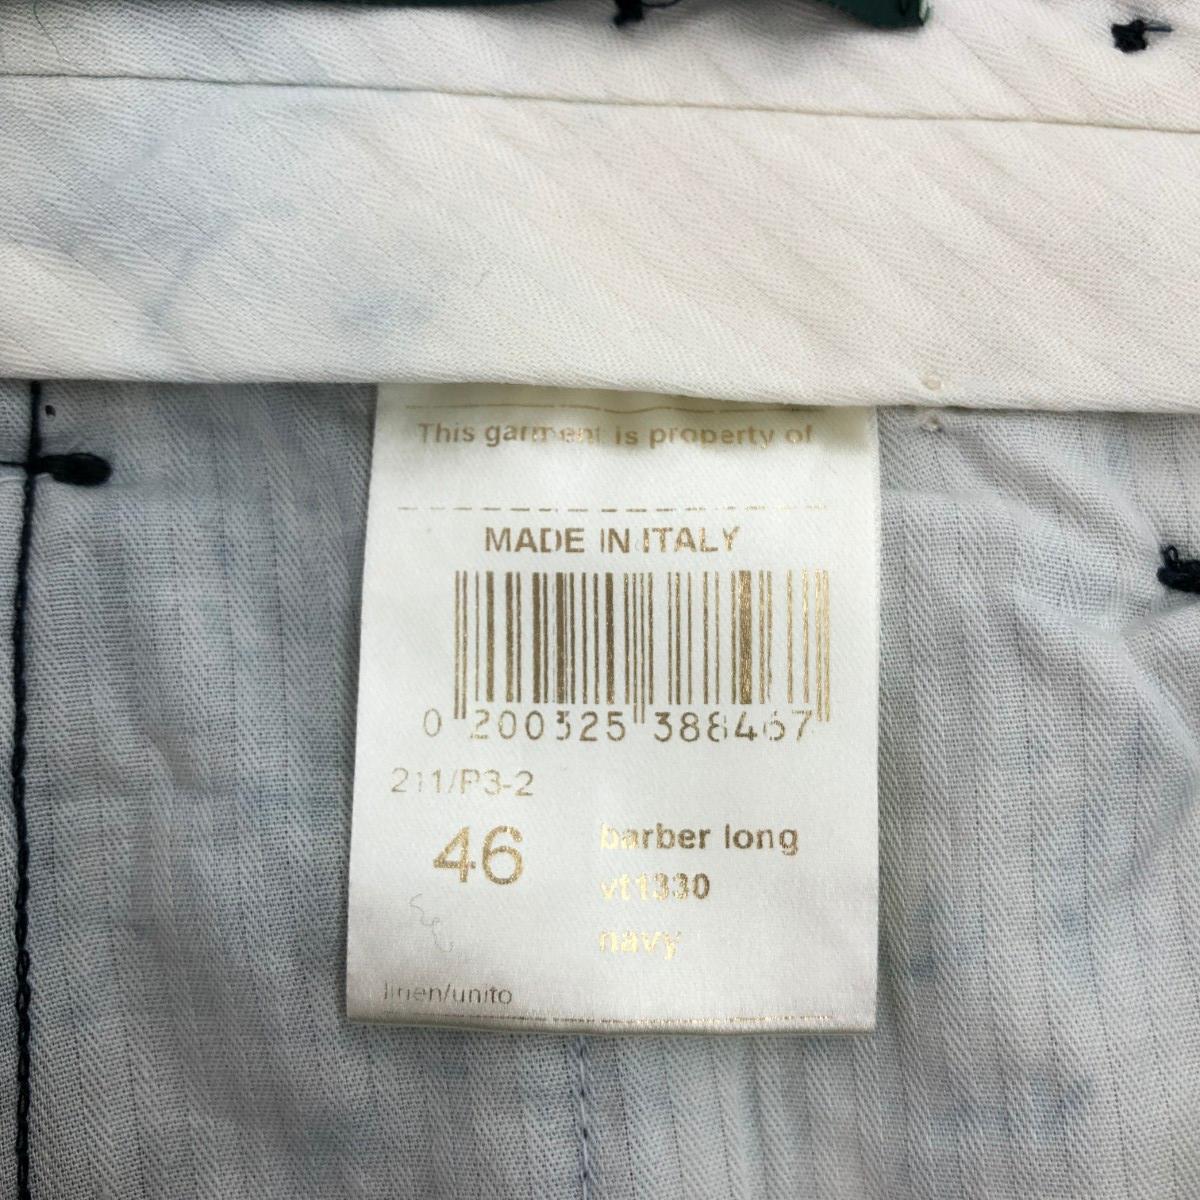 This garment is property of
MADE IN ITALY
0 200325 388467
211/P3-2
46
barber long
vt1330
navy
linen/unito